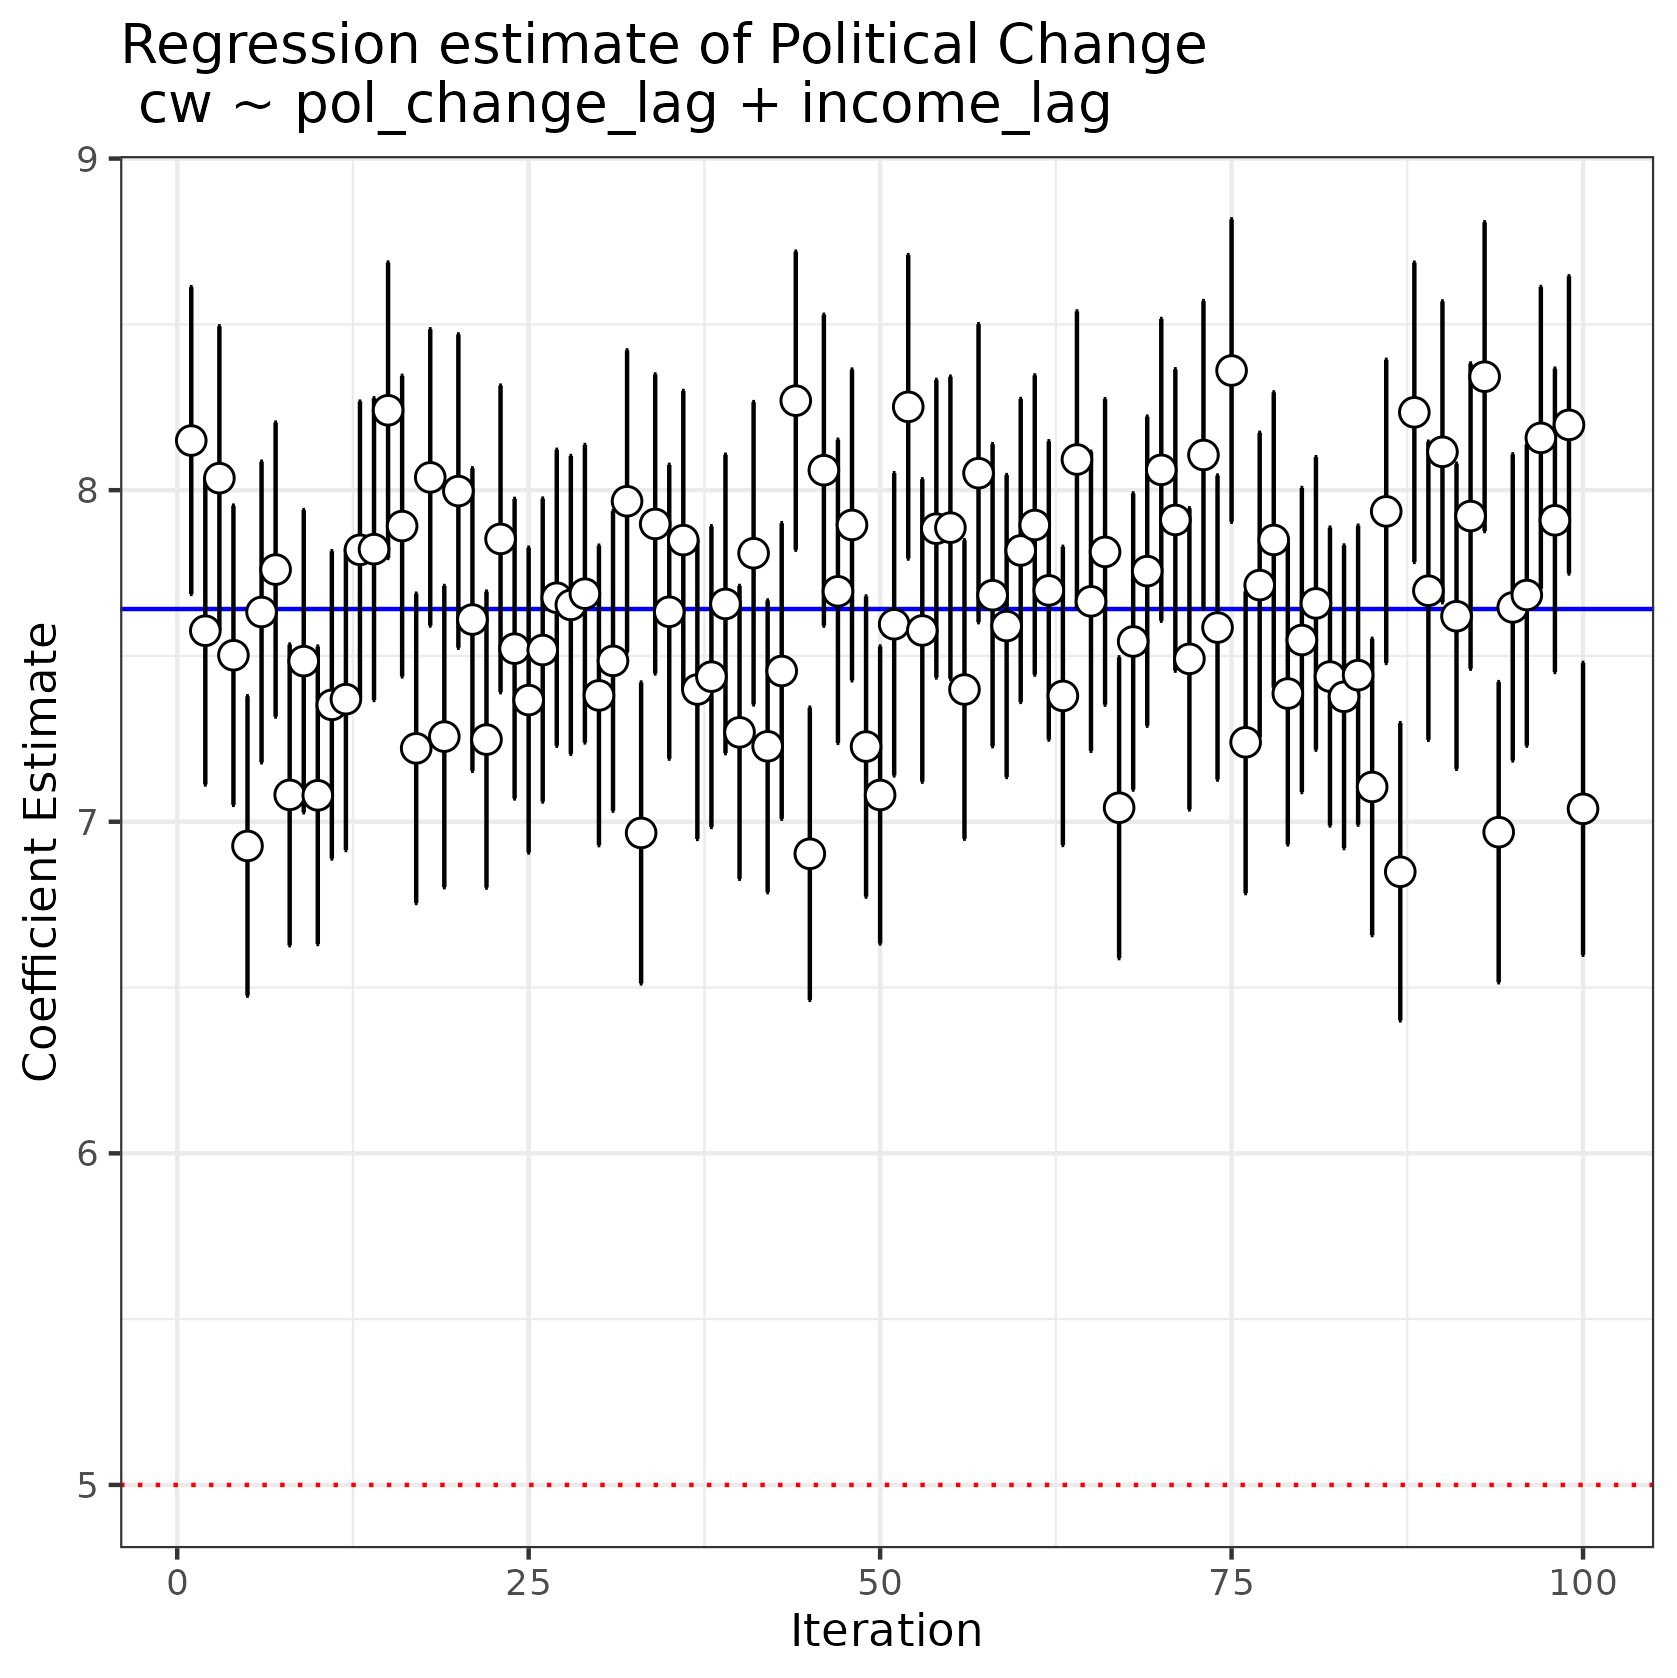 Regression estimate of Political Change
cw ~ pol_change_lag + income_lag
Coefficient Estimate
9
8
7
6
5
0 25 50 75 100
Iteration